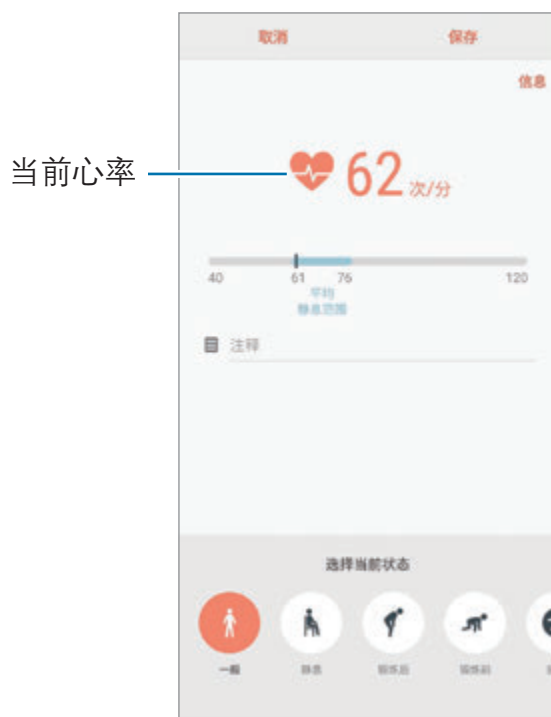 取消 保存
信息
当前心率
62 次/分
40 61 76 120
平均
静息范围
注释
选择当前状态
一般 静息 锻炼后 锻炼前